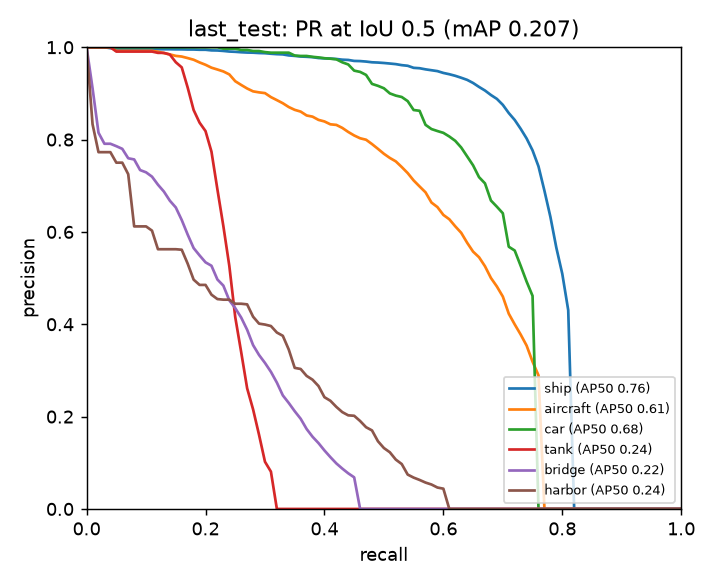 last_test: PR at IoU 0.5 (mAP 0.207)
1.0
0.8
0.6
0.4
0.2
0.0
precision
0.0 0.2 0.4 0.6 0.8 1.0
recall
ship (AP50 0.76)
aircraft (AP50 0.61)
car (AP50 0.68)
tank (AP50 0.24)
bridge (AP50 0.22)
harbor (AP50 0.24)